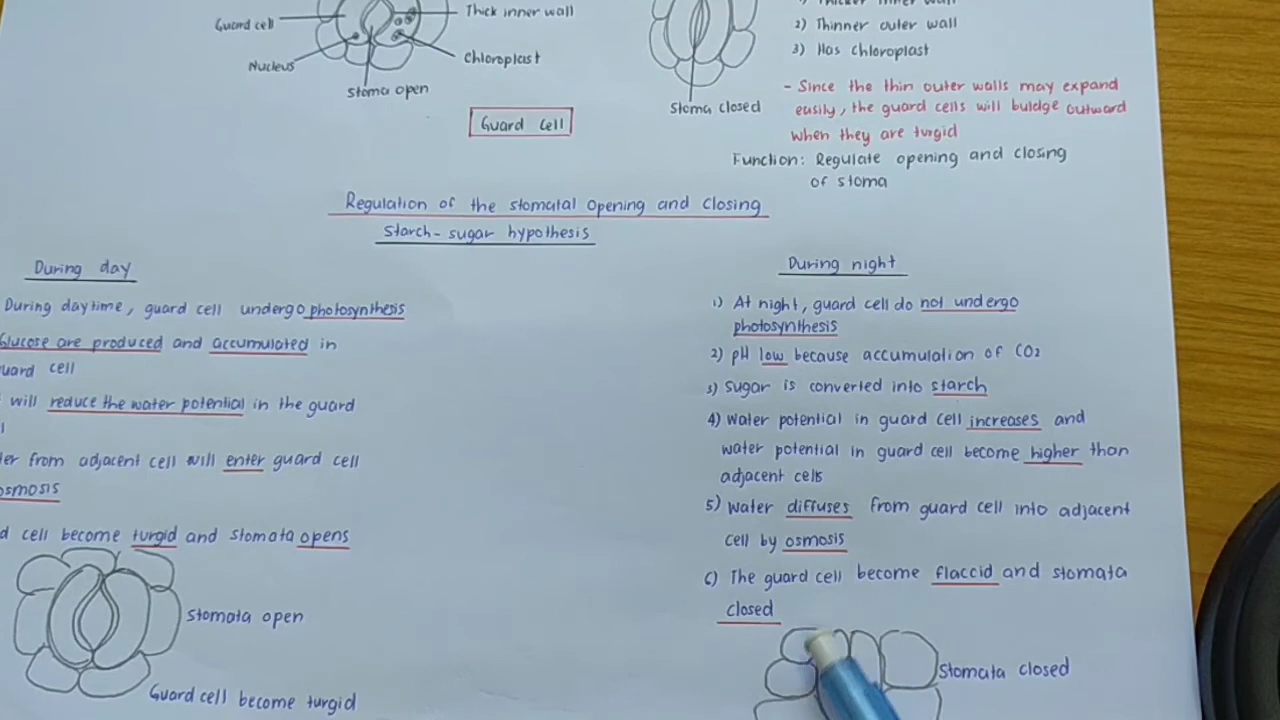 Guard cell
Thick inner wall
Nucleus
Chloroplast
Stoma open
Guard cell
Stoma closed
2) Thinner outer wall
3) Has chloroplast
- Since the thin outer walls may expand
easily, the guard cells will buldge outward
when they are turgid
Function: Regulate opening and closing
of stoma
Regulation of the stomatal opening and closing
Starch-sugar hypothesis
During day
During daytime, guard cell undergo photosynthesis
Glucose are produced and accumulated in
cell
will reduce the water potential in the guard
from adjacent cell will enter guard cell
osmosis
cell become turgid and stomata opens
Stomata open
Guard cell become turgid
During night
1) At night, guard cell do not undergo
photosynthesis
2) pH low because accumulation of CO2
3) Sugar is converted into starch
4) Water potential in guard cell increases and
water potential in guard cell become higher than
adjacent cells
5) Water diffuses from guard cell into adjacent
cell by osmosis
6) The guard cell become flaccid and stomata
closed
Stomata closed